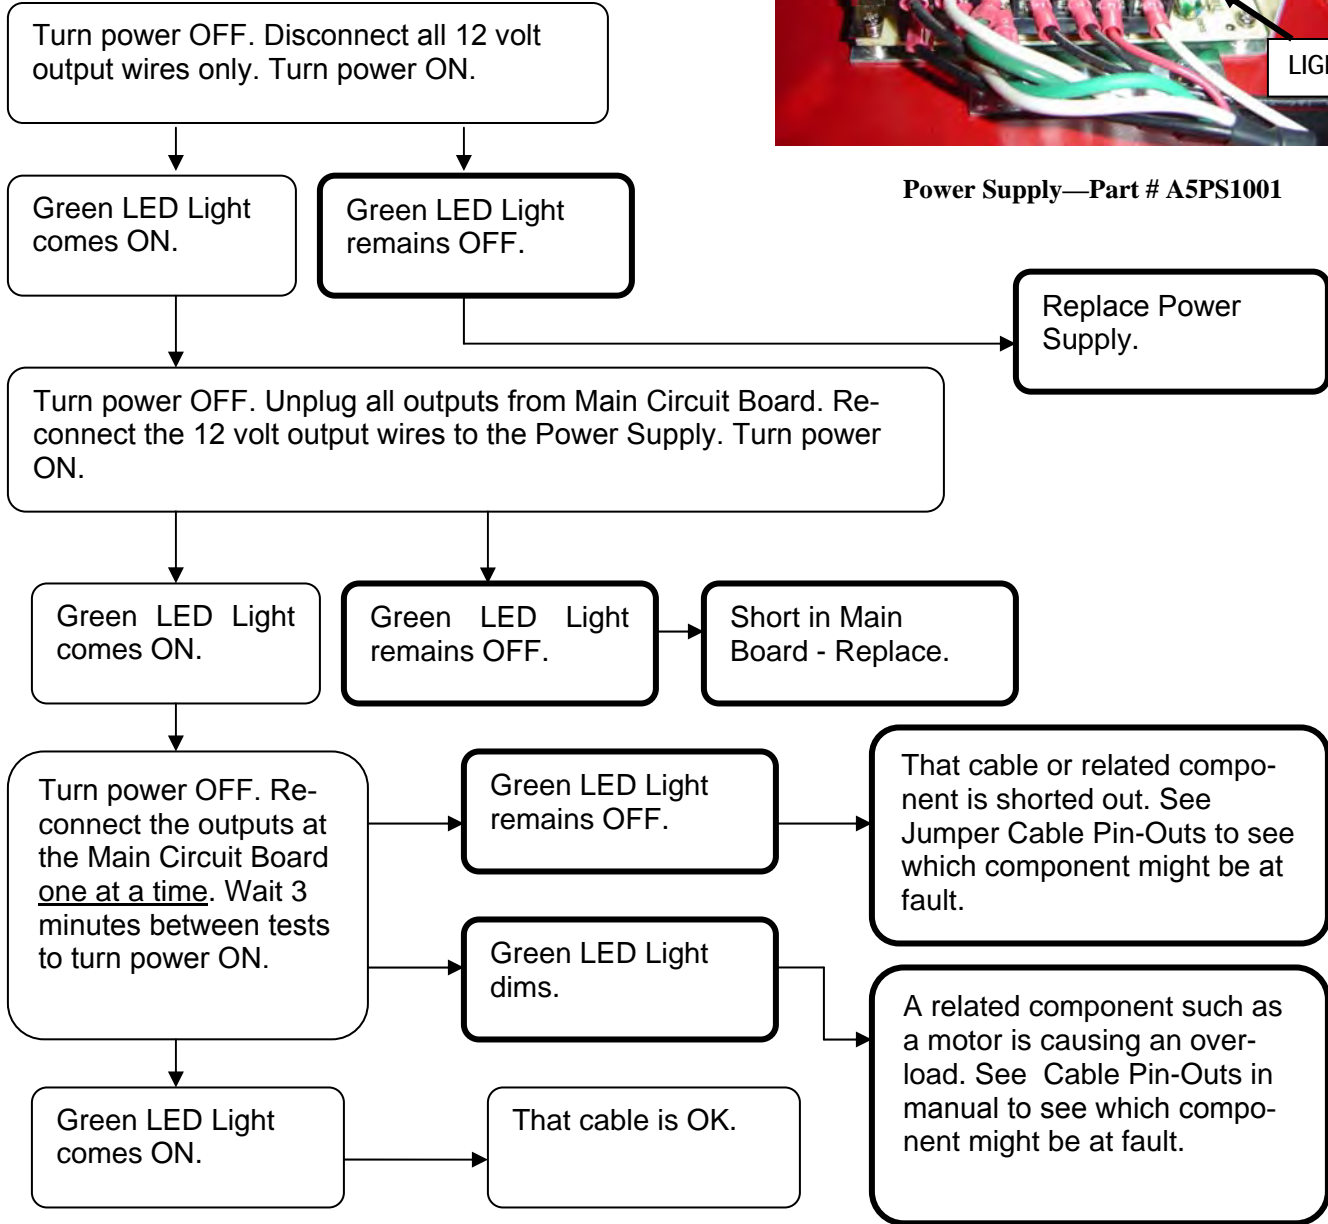 Turn power OFF. Disconnect all 12 volt
output wires only. Turn power ON.
LIG
Power Supply—Part # A5PS1001
Green LED Light
comes ON.
Green LED Light
remains OFF.
Replace Power
Supply.
Turn power OFF. Unplug all outputs from Main Circuit Board. Re-
connect the 12 volt output wires to the Power Supply. Turn power
ON.
Green LED Light
comes ON.
Green LED Light
remains OFF.
Short in Main
Board - Replace.
Turn power OFF. Re-
connect the outputs at
the Main Circuit Board
one at a time. Wait 3
minutes between tests
to turn power ON.
Green LED Light
remains OFF.
That cable or related compo-
nent is shorted out. See
Jumper Cable Pin-Outs to see
which component might be at
fault.
Green LED Light
dims.
A related component such as
a motor is causing an over-
load. See Cable Pin-Outs in
manual to see which compo-
nent might be at fault.
Green LED Light
comes ON.
That cable is OK.